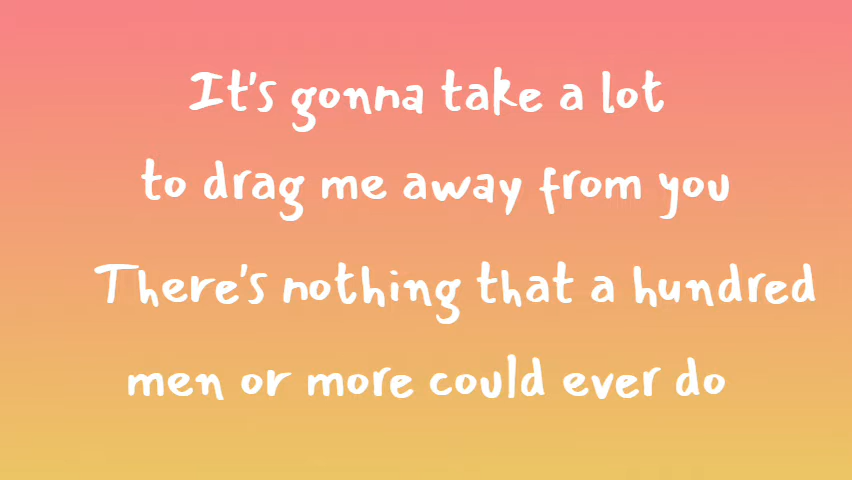 It's gonna take a lot
to drag me away from you
There's nothing that a hundred
men or more could ever do